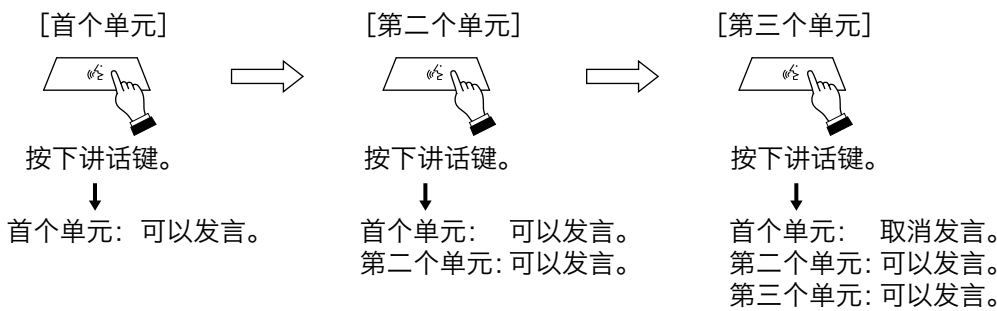 ［首个单元］
按下讲话键。
首个单元：可以发言。
［第二个单元］
按下讲话键。
首个单元：可以发言。
第二个单元：可以发言。
［第三个单元］
按下讲话键。
首个单元：取消发言。
第二个单元：可以发言。
第三个单元：可以发言。